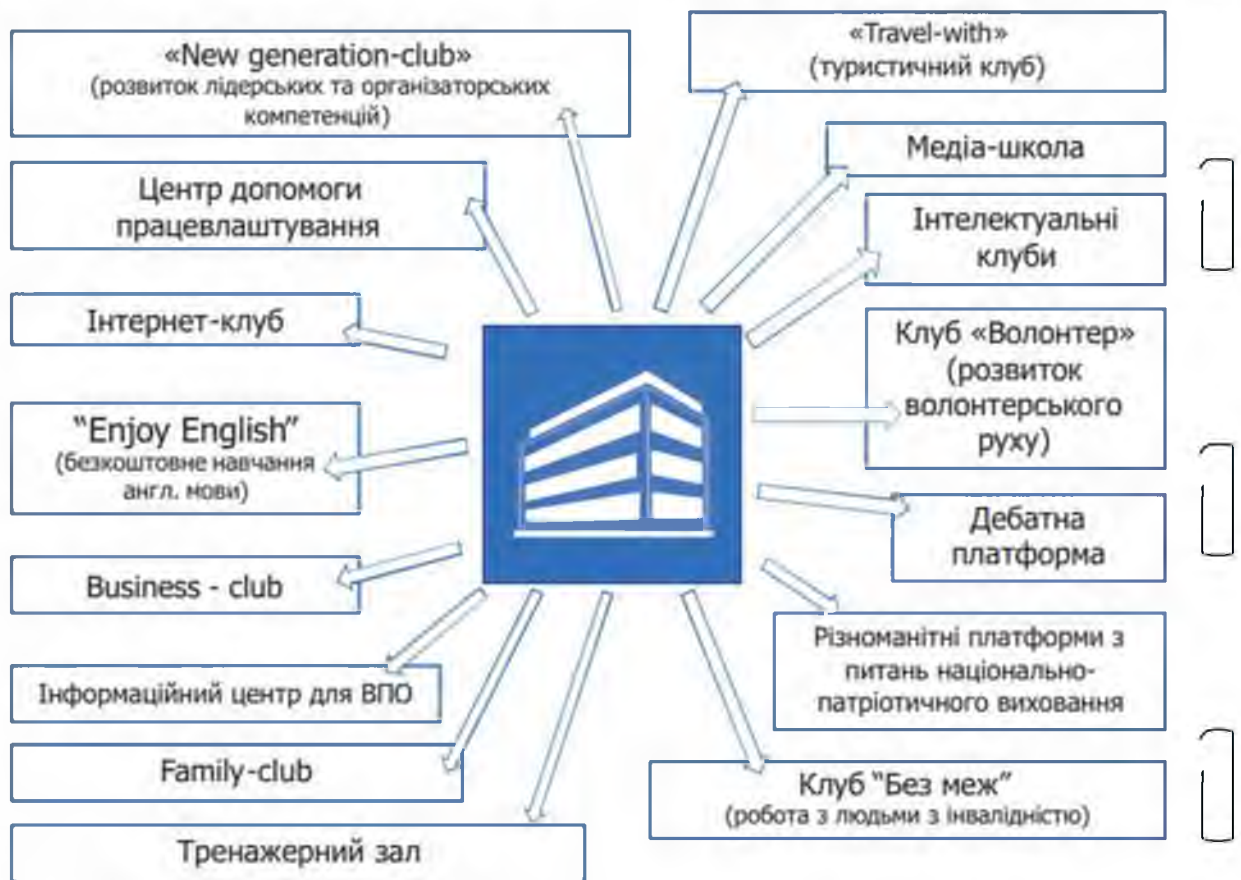 «New generation-club»
(розвиток лідерських та організаторських
компетенцій)
Центр допомоги
працевлаштування
Інтернет-клуб
"Enjoy English"
(безкоштовне навчання
англ. мови)
Business - club
Інформаційний центр для ВПО
Family-club
Тренажерний зал
«Travel-with»
(туристичний клуб)
Медіа-школа
Інтелектуальні
клуби
Клуб «Волонтер»
(розвиток
волонтерського
руху)
Дебатна
платформа
Різноманітні платформи з
питань національно-
патріотичного виховання
Клуб "Без меж"
(робота з людьми з інвалідністю)